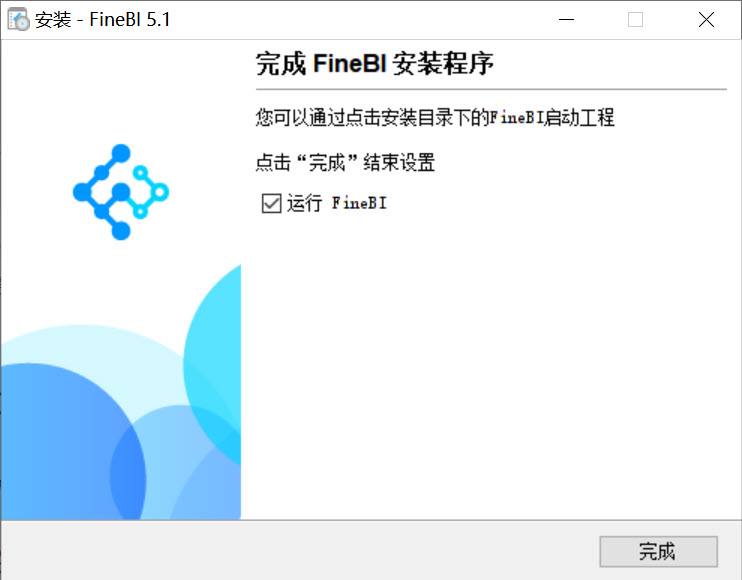 安装 - FineBI 5.1
完成 FineBI 安装程序
您可以通过点击安装目录下的FineBI启动工程
点击“完成”结束设置
运行 FineBI
完成